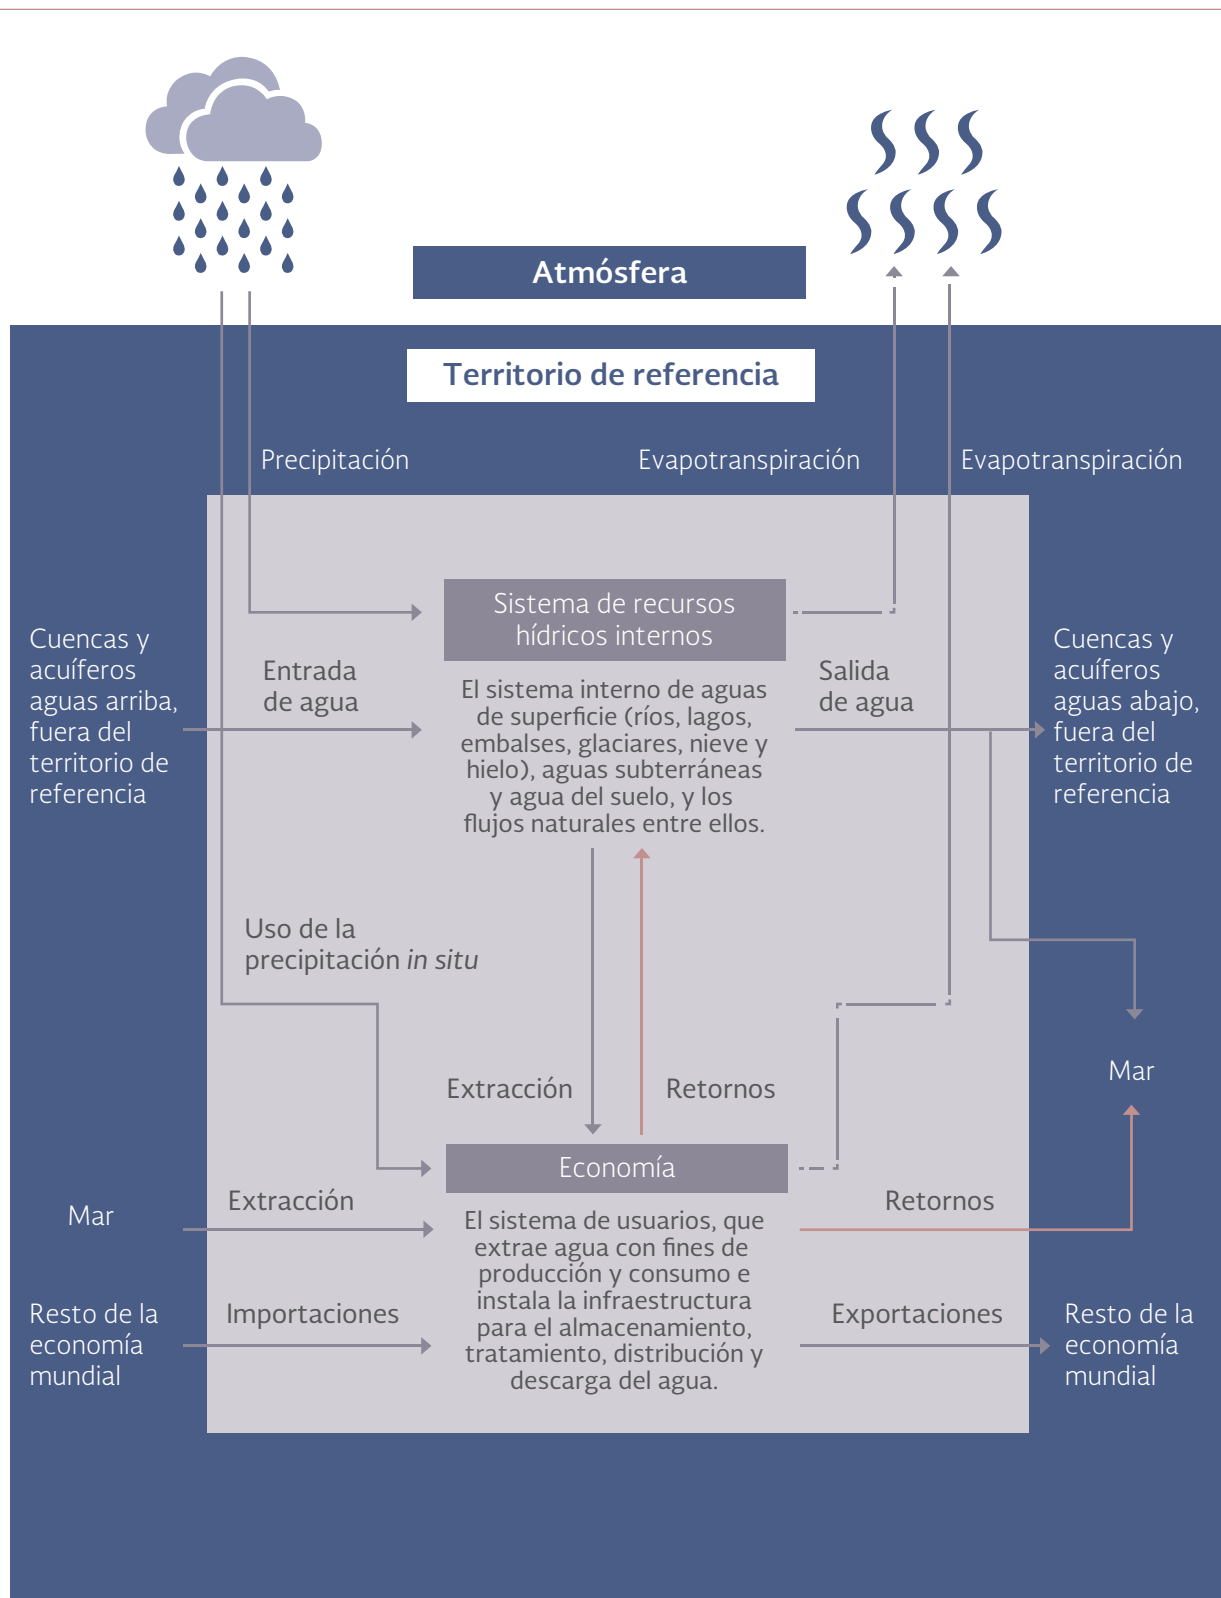 Atmósfera
Territorio de referencia
Precipitación
Evapotranspiración
Evapotranspiración
Sistema de recursos
hídricos internos
Cuencas y
acuíferos
aguas arriba,
fuera del
territorio de
referencia
Entrada
de agua
El sistema interno de aguas
de superficie (ríos, lagos,
embalses, glaciares, nieve y
hielo), aguas subterráneas
y agua del suelo, y los
flujos naturales entre ellos.
Salida
de agua
Cuencas y
acuíferos
aguas abajo,
fuera del
territorio de
referencia
Uso de la
precipitación in situ
Extracción
Retornos
Mar
Economía
Mar
Extracción
El sistema de usuarios, que
extrae agua con fines de
producción y consumo e
instala la infraestructura
para el almacenamiento,
tratamiento, distribución y
descarga del agua.
Retornos
Resto de la
economía
mundial
Importaciones
Exportaciones
Resto de la
economía
mundial